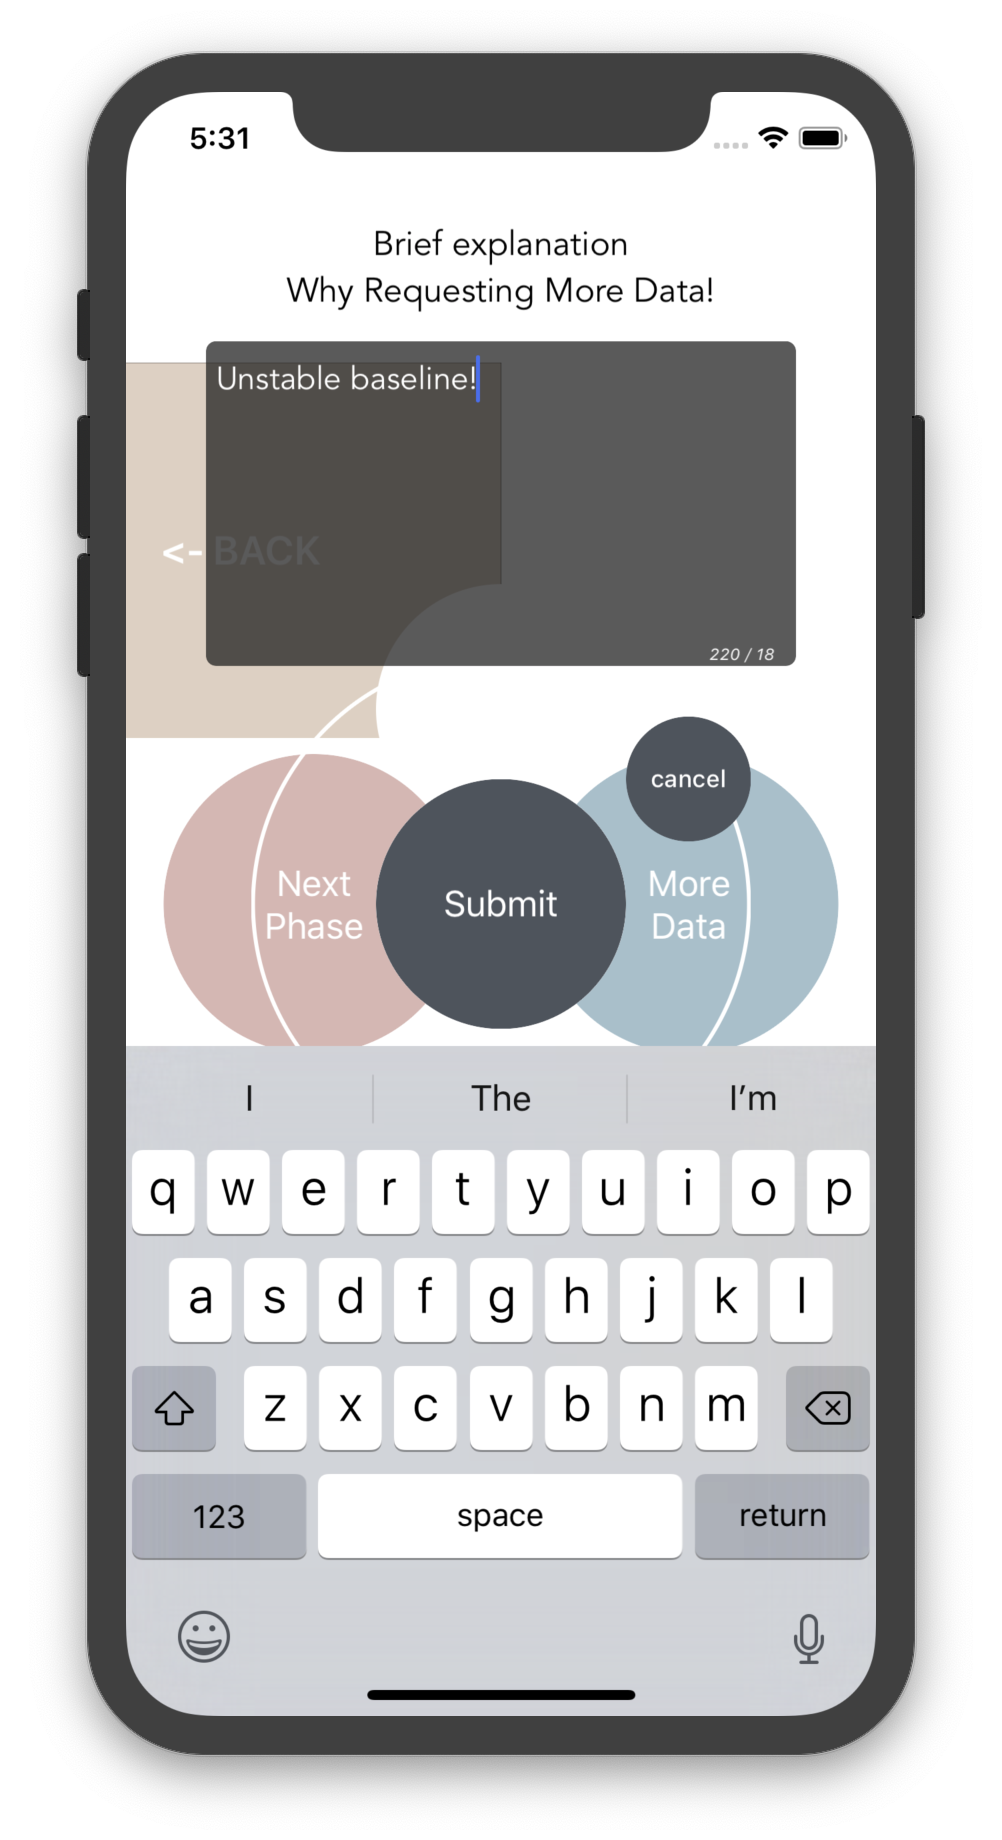 5:31
Brief explanation
Why Requesting More Data!
Unstable baseline!
<- BACK
220 / 18
cancel
Next
Phase
Submit
More
Data
I
The
I'm
q w e r t y u i o p
a s d f g h j k l
z x c v b n m
123
space
return